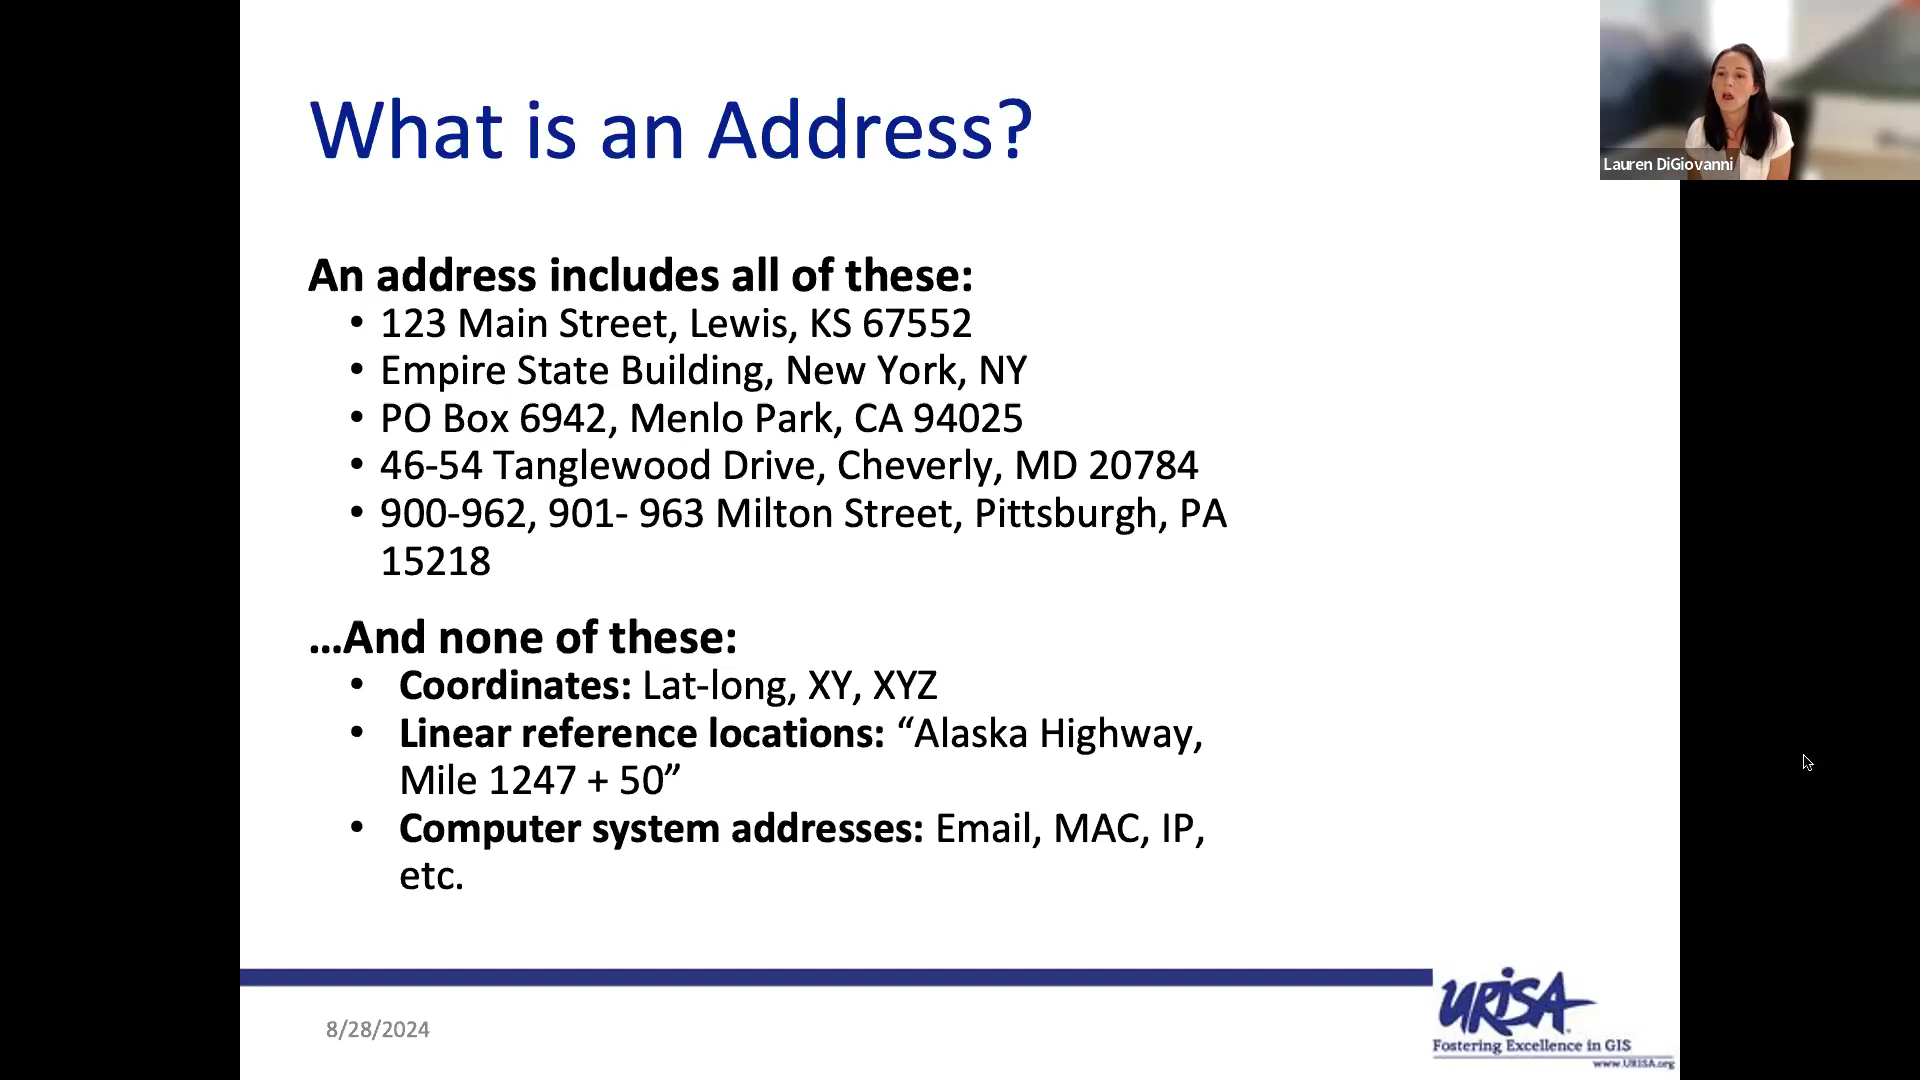 What is an Address?
Lauren DiGiovanni
An address includes all of these:
• 123 Main Street, Lewis, KS 67552
• Empire State Building, New York, NY
• PO Box 6942, Menlo Park, CA 94025
• 46-54 Tanglewood Drive, Cheverly, MD 20784
• 900-962, 901- 963 Milton Street, Pittsburgh, PA
15218
...And none of these:
• Coordinates: Lat-long, XY, XYZ
• Linear reference locations: “Alaska Highway,
Mile 1247 + 50”
• Computer system addresses: Email, MAC, IP,
etc.
8/28/2024
URISA
Fostering Excellence in GIS
www.URISA.org